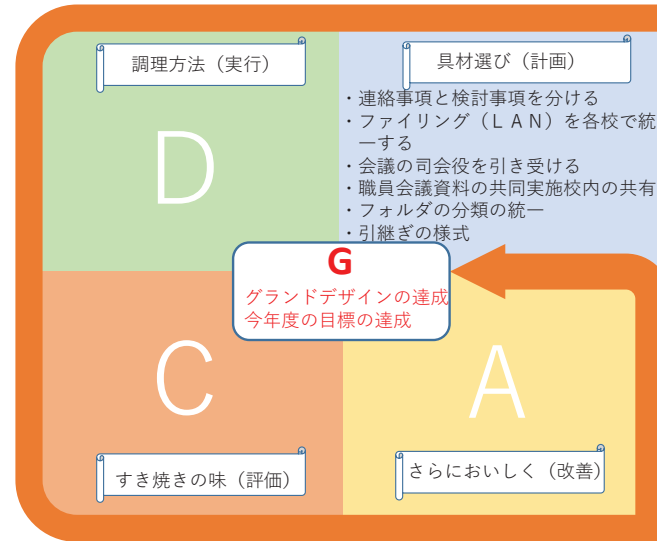 調理方法（実行）
D
具材選び（計画）
・連絡事項と検討事項を分ける
・ファイリング（ＬＡＮ）を各校で統
一する
・会議の司会役を引き受ける
・職員会議資料の共同実施校内の共有
・フォルダの分類の統一
・引継ぎの様式
G
グランドデザインの達成
今年度の目標の達成
C
すき焼きの味（評価）
A
さらにおいしく（改善）